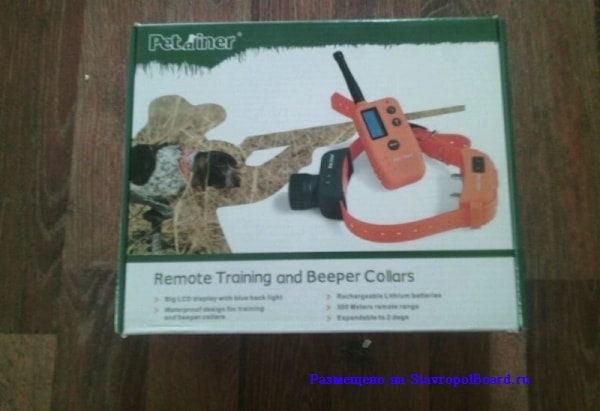 Petrainer®
Remote Training and Beeper Collars
> Big LCD display with blue back light
> Waterproof design for training
and beeper collars
> Rechargeable Lithium batteries
> 500 Meters remote range
> Expandable to 2 dogs
Размещено на StavropolBoard.ru